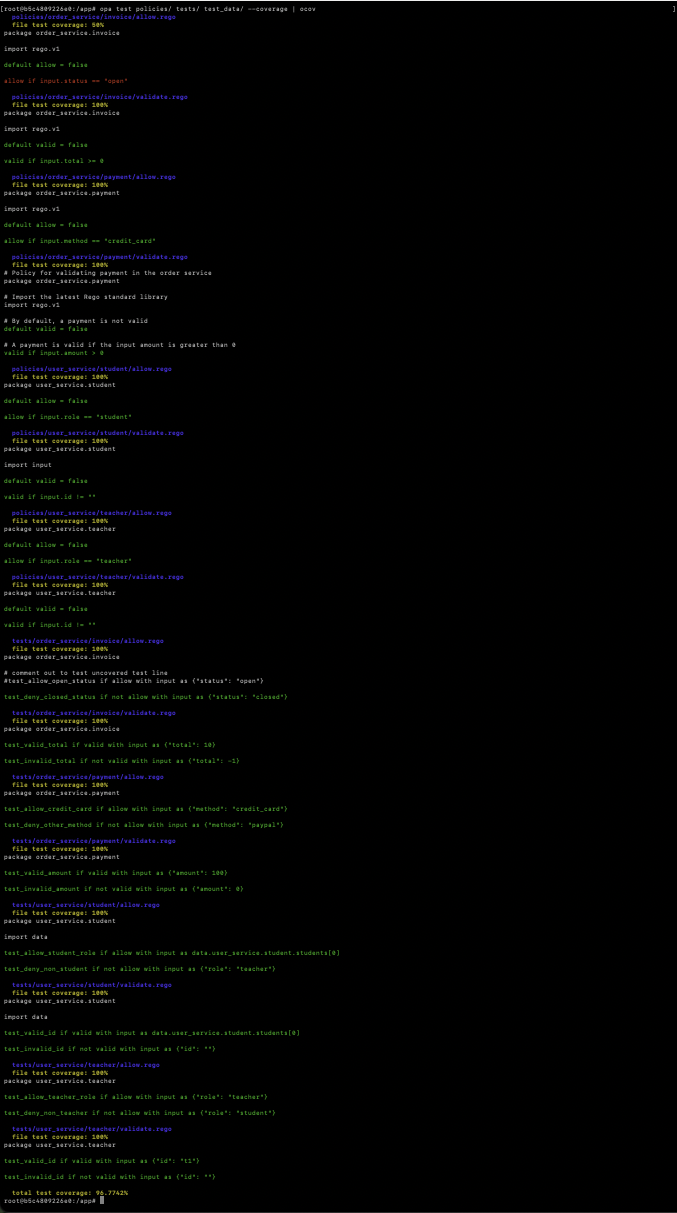 [root@b5c4809226e0:/app# opa test policies/ tests/ test_data/ --coverage | ocov ]
policies/order_service/invoice/allow.rego
file test coverage: 50%
package order_service.invoice
import rego.v1
default allow = false
allow if input.status == "open"
policies/order_service/invoice/validate.rego
file test coverage: 100%
package order_service.invoice
import rego.v1
default valid = false
valid if input.total >= 0
policies/order_service/payment/allow.rego
file test coverage: 100%
package order_service.payment
import rego.v1
default allow = false
allow if input.method == "credit_card"
policies/order_service/payment/validate.rego
file test coverage: 100%
# Policy for validating payment in the order service
package order_service.payment
# Import the latest Rego standard library
import rego.v1
# By default, a payment is not valid
default valid = false
# A payment is valid if the input amount is greater than 0
valid if input.amount > 0
policies/user_service/student/allow.rego
file test coverage: 100%
package user_service.student
default allow = false
allow if input.role == "student"
policies/user_service/student/validate.rego
file test coverage: 100%
package user_service.student
import input
default valid = false
valid if input.id != ""
policies/user_service/teacher/allow.rego
file test coverage: 100%
package user_service.teacher
default allow = false
allow if input.role == "teacher"
policies/user_service/teacher/validate.rego
file test coverage: 100%
package user_service.teacher
default valid = false
valid if input.id != ""
tests/order_service/invoice/allow.rego
file test coverage: 100%
package order_service.invoice
# comment out to test uncovered test line
#test_allow_open_status if allow with input as {"status": "open"}
test_deny_closed_status if not allow with input as {"status": "closed"}
tests/order_service/invoice/validate.rego
file test coverage: 100%
package order_service.invoice
test_valid_total if valid with input as {"total": 10}
test_invalid_total if not valid with input as {"total": -1}
tests/order_service/payment/allow.rego
file test coverage: 100%
package order_service.payment
test_allow_credit_card if allow with input as {"method": "credit_card"}
test_deny_other_method if not allow with input as {"method": "paypal"}
tests/order_service/payment/validate.rego
file test coverage: 100%
package order_service.payment
test_valid_amount if valid with input as {"amount": 100}
test_invalid_amount if not valid with input as {"amount": 0}
tests/user_service/student/allow.rego
file test coverage: 100%
package user_service.student
import data
test_allow_student_role if allow with input as data.user_service.student.students[0]
test_deny_non_student if not allow with input as {"role": "teacher"}
tests/user_service/student/validate.rego
file test coverage: 100%
package user_service.student
import data
test_valid_id if valid with input as data.user_service.student.students[0]
test_invalid_id if not valid with input as {"id": ""}
tests/user_service/teacher/allow.rego
file test coverage: 100%
package user_service.teacher
test_allow_teacher_role if allow with input as {"role": "teacher"}
test_deny_non_teacher if not allow with input as {"role": "student"}
tests/user_service/teacher/validate.rego
file test coverage: 100%
package user_service.teacher
test_valid_id if valid with input as {"id": "t1"}
test_invalid_id if not valid with input as {"id": ""}
total test coverage: 96.7742%
root@b5c4809226e0:/app#